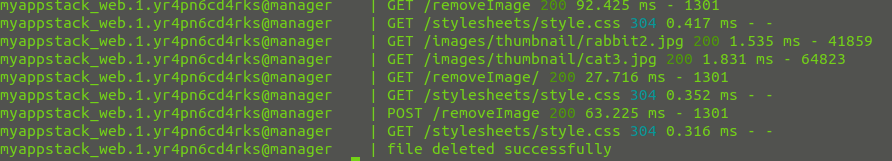 myappstack_web.1.yr4pn6cd4rks@manager | GET /removeImage 200 92.425 ms - 1301
myappstack_web.1.yr4pn6cd4rks@manager | GET /stylesheets/style.css 304 0.417 ms - -
myappstack_web.1.yr4pn6cd4rks@manager | GET /images/thumbnail/rabbit2.jpg 200 1.535 ms - 41859
myappstack_web.1.yr4pn6cd4rks@manager | GET /images/thumbnail/cat3.jpg 200 1.831 ms - 64823
myappstack_web.1.yr4pn6cd4rks@manager | GET /removeImage/ 200 27.716 ms - 1301
myappstack_web.1.yr4pn6cd4rks@manager | GET /stylesheets/style.css 304 0.352 ms - -
myappstack_web.1.yr4pn6cd4rks@manager | POST /removeImage 200 63.225 ms - 1301
myappstack_web.1.yr4pn6cd4rks@manager | GET /stylesheets/style.css 304 0.316 ms - -
myappstack_web.1.yr4pn6cd4rks@manager | file deleted successfully